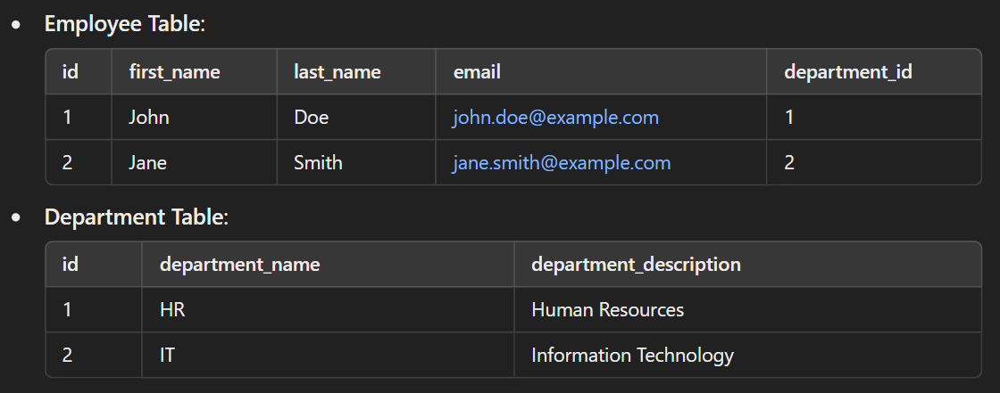 Employee Table:
id first_name last_name email department_id
1 John Doe john.doe@example.com 1
2 Jane Smith jane.smith@example.com 2
Department Table:
id department_name department_description
1 HR Human Resources
2 IT Information Technology